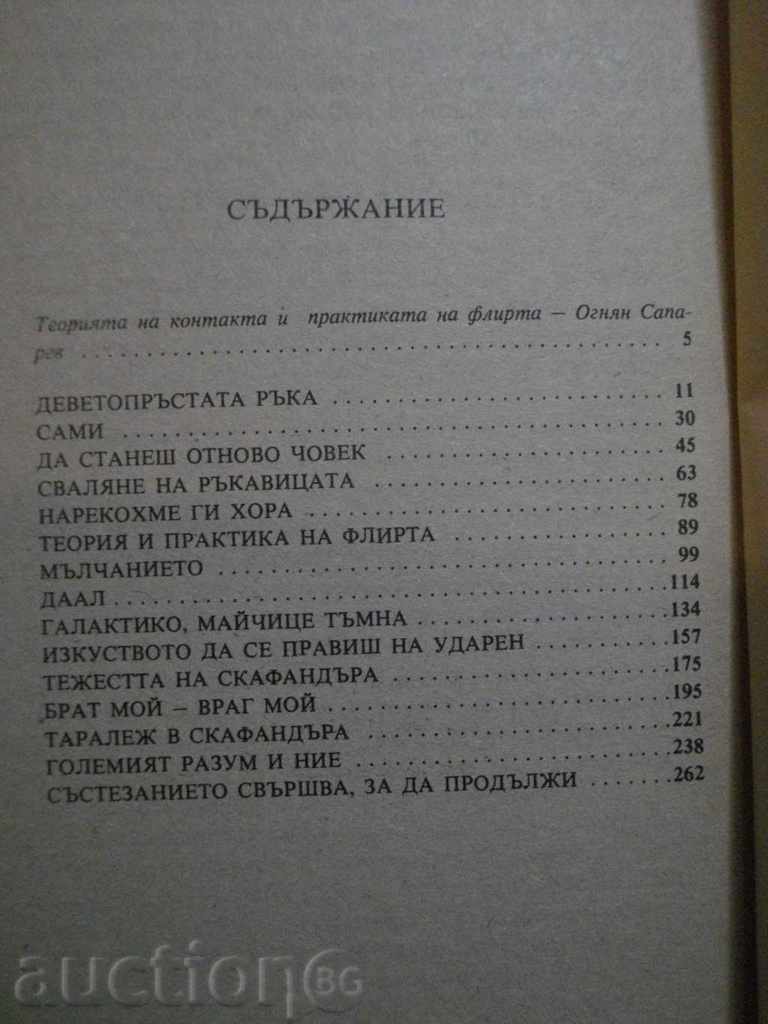 СЪДЪРЖАНИЕ
Теорията на контакта и практиката на флирта – Огнян Сапа-
рев . . . . . . . . . . . . . . . . . . . . 5
ДЕВЕТОПРЪСТАТА РЪКА . . . . . . . . . . 11
САМИ . . . . . . . . . . 30
ДА СТАНЕШ ОТНОВО ЧОВЕК . . . . . . . . . . 45
СВАЛЯНЕ НА РЪКАВИЦАТА . . . . . . . . . . 63
НАРЕКОХМЕ ГИ ХОРА . . . . . . . . . . 78
ТЕОРИЯ И ПРАКТИКА НА ФЛИРТА . . . . . . . . . . 89
МЪЛЧАНИЕТО . . . . . . . . . . 99
ДААЛ . . . . . . . . . . 114
ГАЛАКТИКО, МАЙЧИЦЕ ТЪМНА . . . . . . . . . . 134
ИЗКУСТВОТО ДА СЕ ПРАВИШ НА УДАРЕН . . . . . . . . 157
ТЕЖЕСТТА НА СКАФАНДЪРА . . . . . . . . . . 175
БРАТ МОЙ – ВРАГ МОЙ . . . . . . . . . . 195
ТАРАЛЕЖ В СКАФАНДЪРА . . . . . . . . . . 221
ГОЛЕМИЯТ РАЗУМ И НИЕ . . . . . . . . . . 238
СЪСТЕЗАНИЕТО СВЪРШВА, ЗА ДА ПРОДЪЛЖИ . . . . . . 262
auction BG